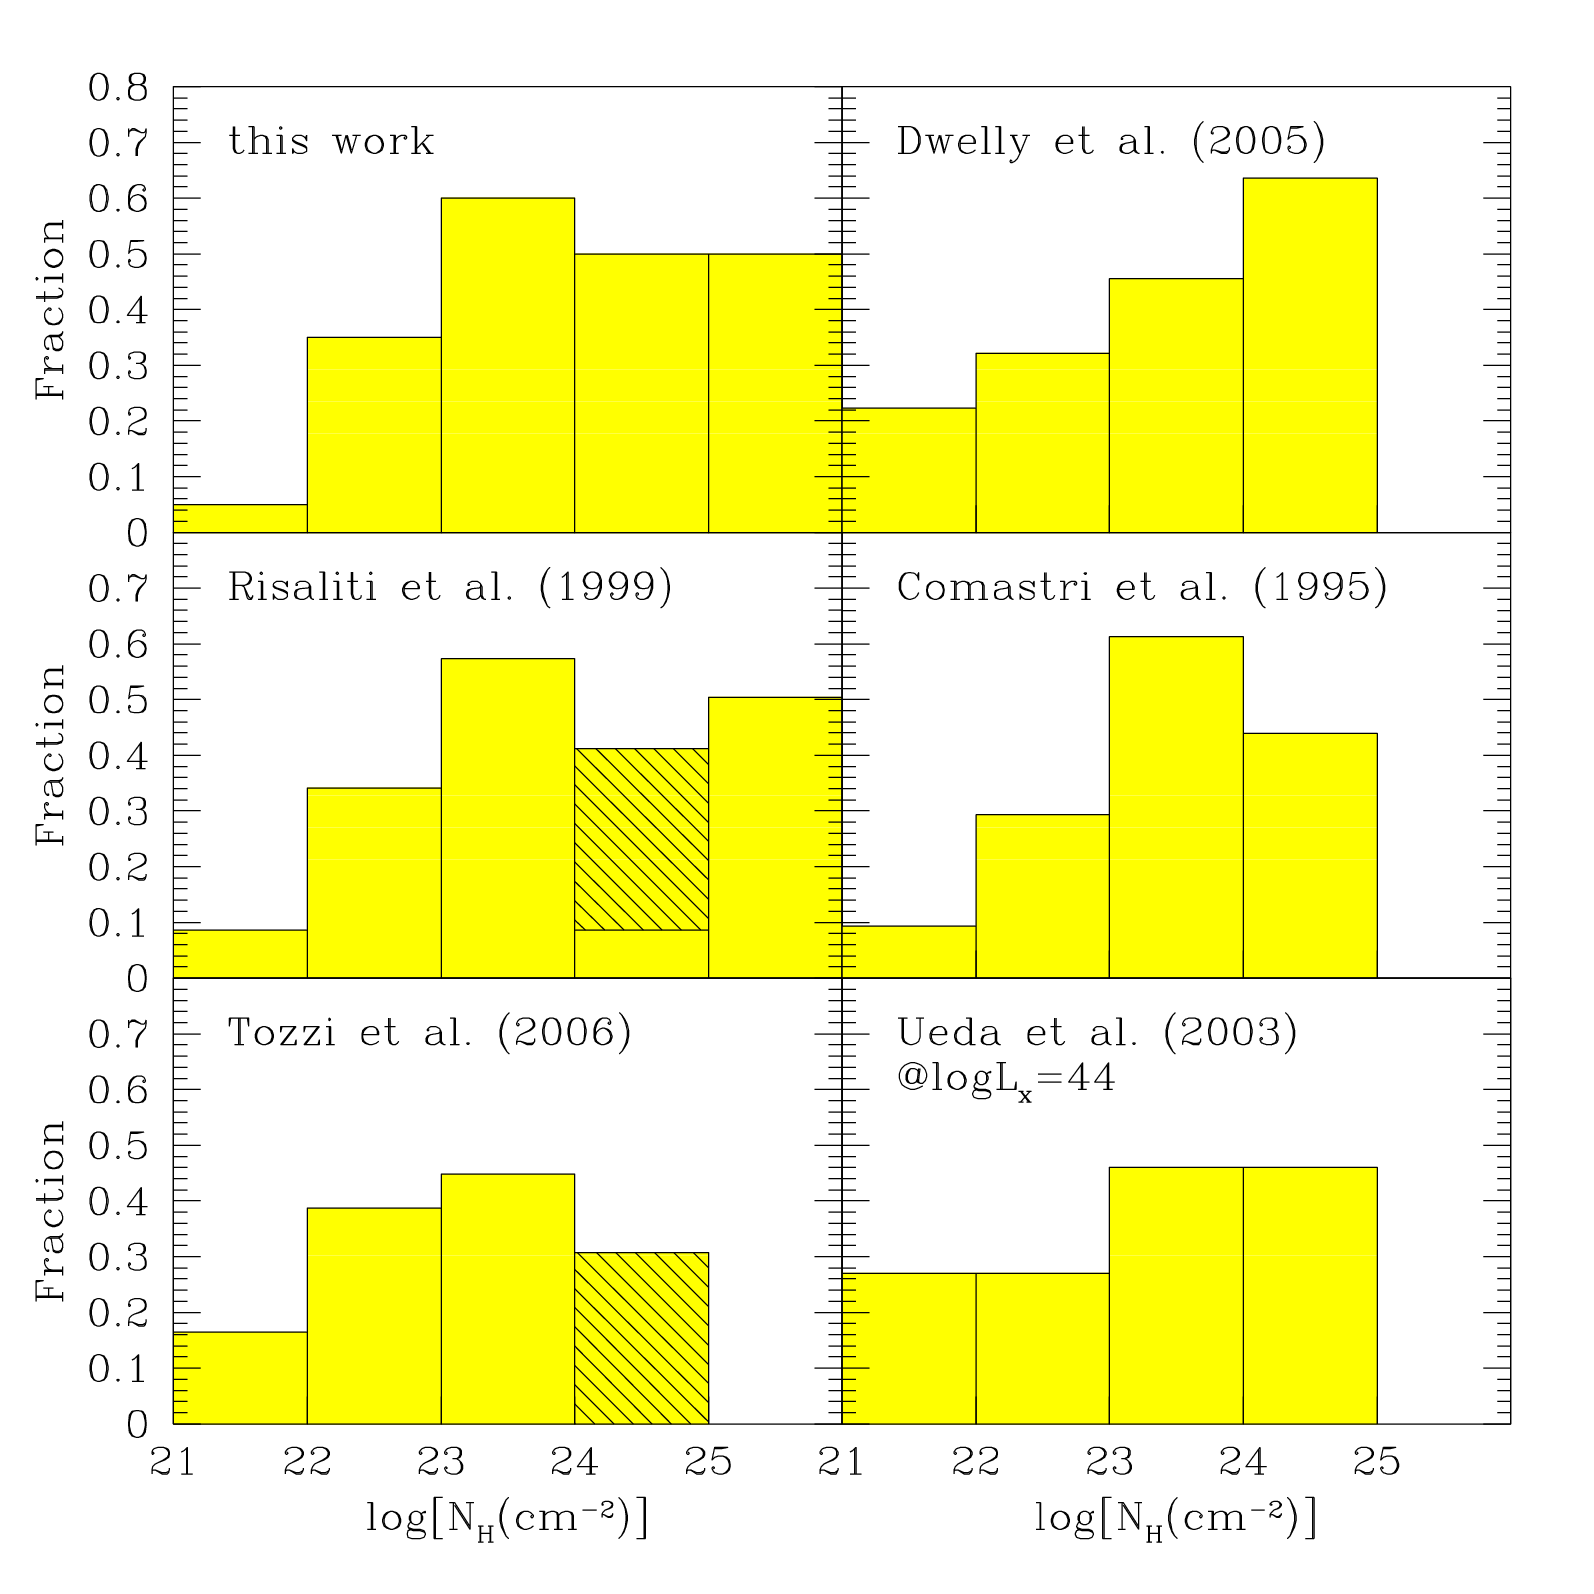 0.8
0.7
0.6
0.5
0.4
0.3
0.2
0.1
0
Fraction
this work
Dwelly et al. (2005)
0.7
0.6
0.5
0.4
0.3
0.2
0.1
0
Fraction
Risaliti et al. (1999)
Comastri et al. (1995)
0.7
0.6
0.5
0.4
0.3
0.2
0.1
0
Fraction
Tozzi et al. (2006)
Ueda et al. (2003)
@logLx=44
21 22 23 24 25 21 22 23 24 25
log[NH(cm−2)]
log[NH(cm−2)]